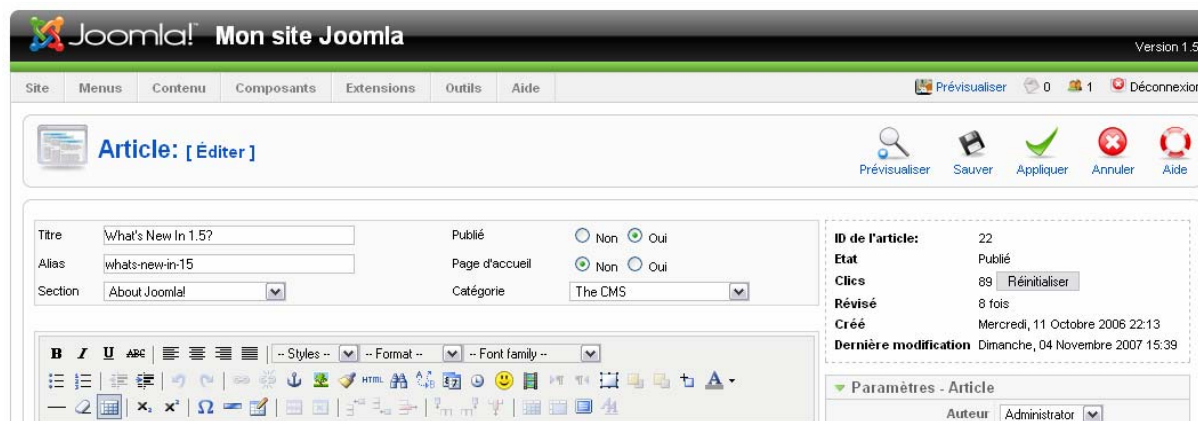 Joomla! Mon site Joomla
Version 1.5
Site Menus Contenu Composants Extensions Outils Aide
Prévisualiser 0 1 Déconnexion
Article: [ Éditer ]
Prévisualiser Sauver Appliquer Annuler Aide
Titre What's New In 1.5? Publié Non Oui
Alias whats-new-in-15 Page d'accueil Non Oui
Section About Joomla! Catégorie The CMS
ID de l'article: 22
Etat Publié
Clics 89 Réinitialiser
Révisé 8 fois
Créé Mercredi, 11 Octobre 2006 22:13
Dernière modification Dimanche, 04 Novembre 2007 15:39
B I U ABC -- Styles -- -- Format -- -- Font family --
HTML A
Paramètres - Article
Auteur Administrator